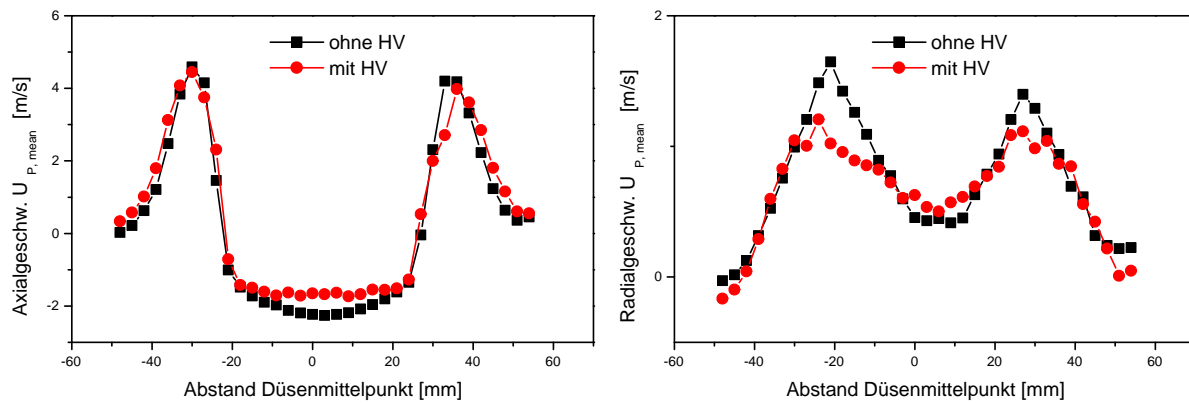 Axialgeschw. U P, mean [m/s]
6
4
2
0
-2
ohne HV
mit HV
-60 -40 -20 0 20 40 60
Abstand Düsenmittelpunkt [mm]
Radialgeschw. U P, mean [m/s]
2
1
0
ohne HV
mit HV
-60 -40 -20 0 20 40 60
Abstand Düsenmittelpunkt [mm]